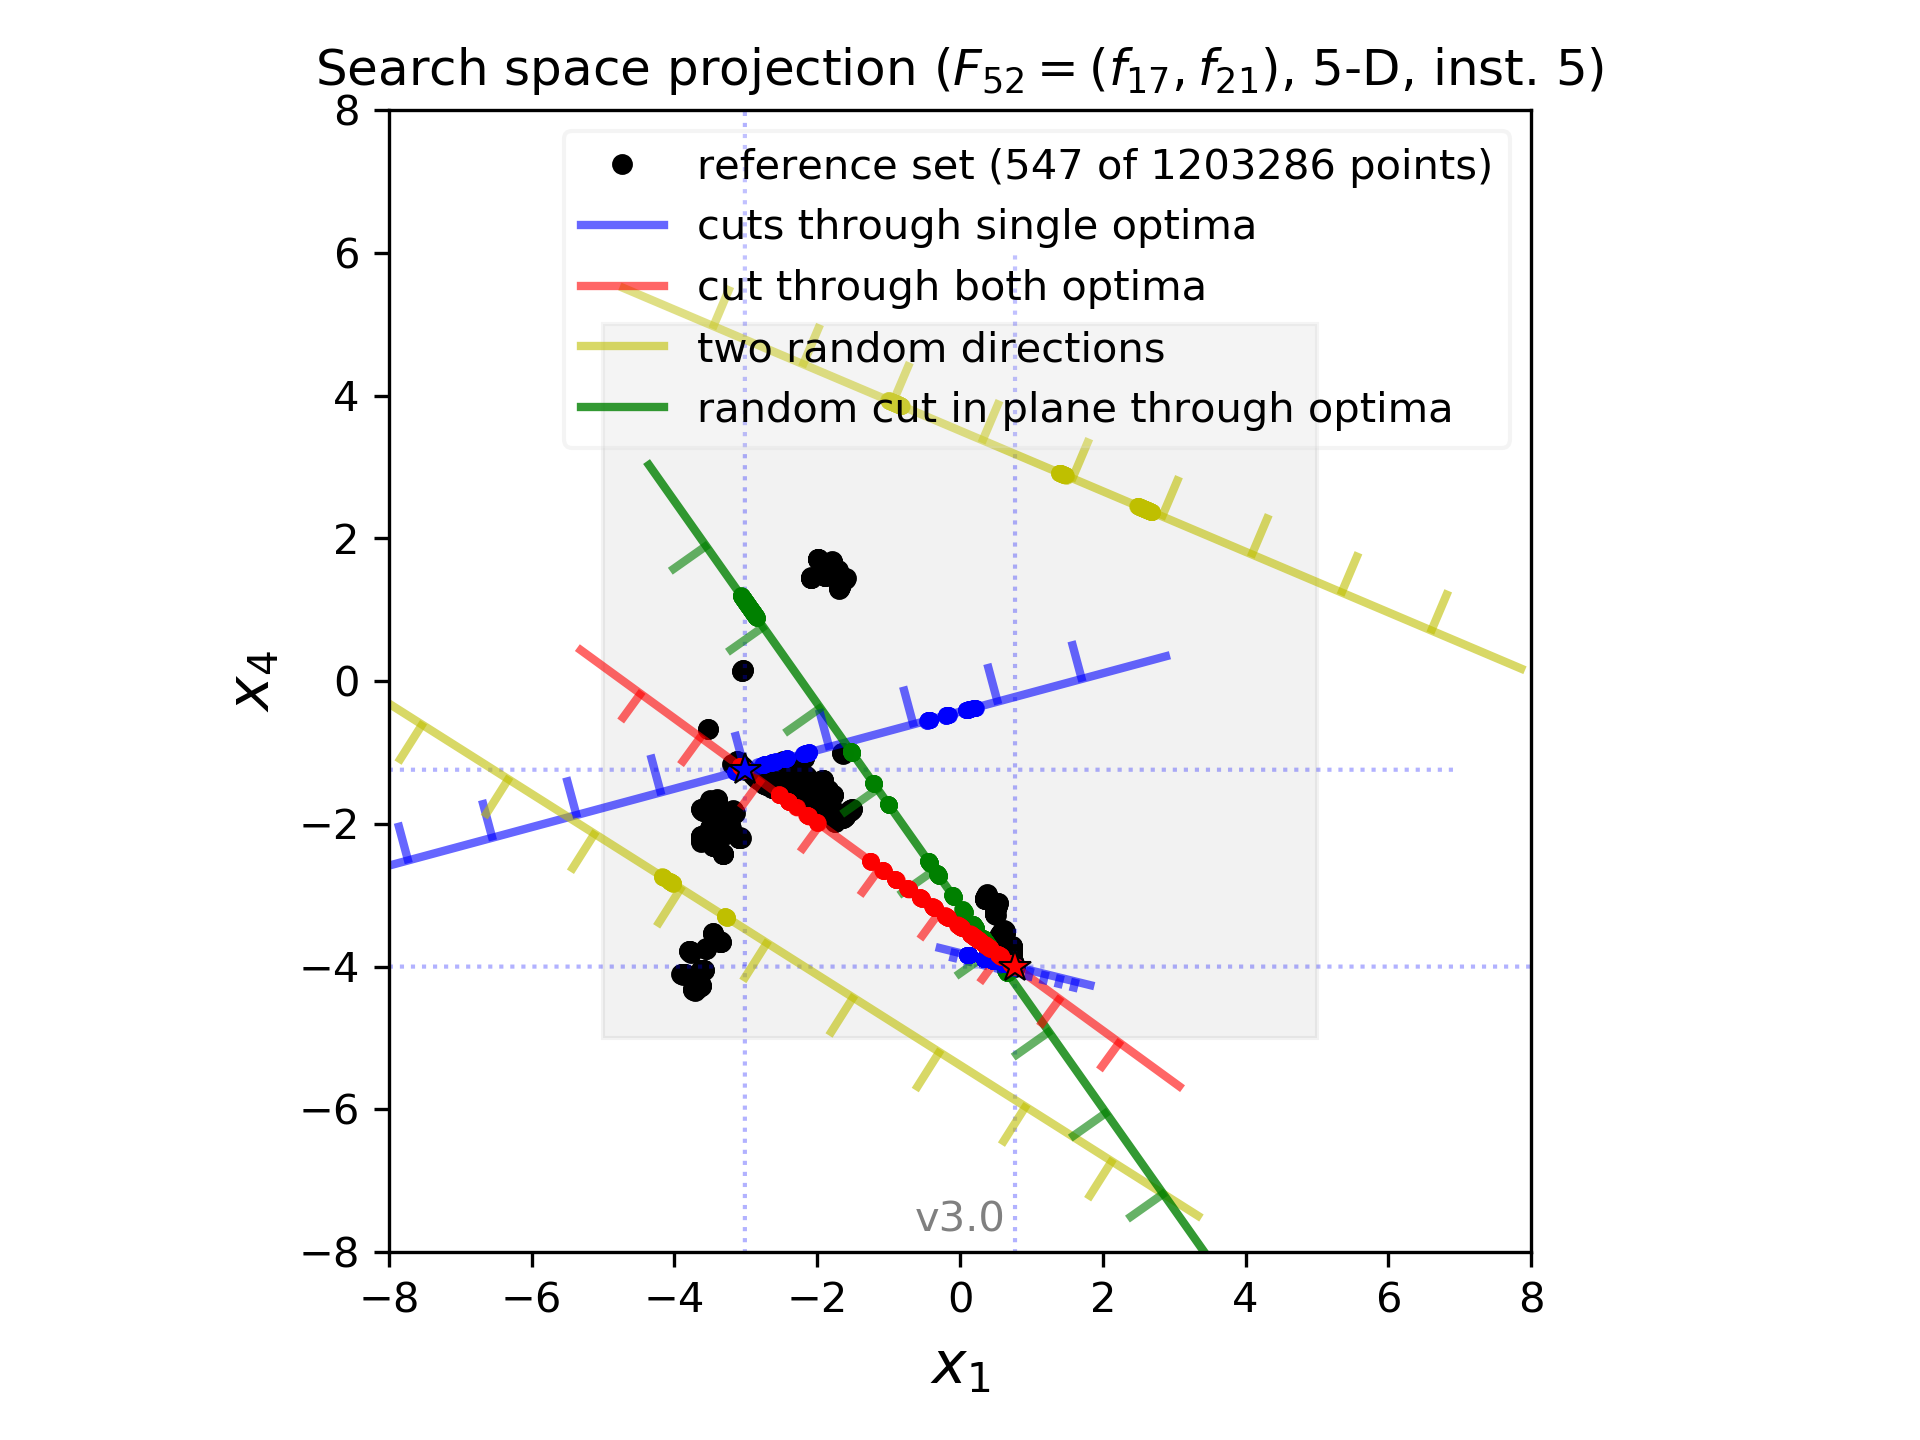 Search space projection (F52 = (f17, f21), 5-D, inst. 5)
reference set (547 of 1203286 points)
cuts through single optima
cut through both optima
two random directions
random cut in plane through optima
8
6
4
2
0
−2
−4
−6
−8
x4
v3.0
−8 −6 −4 −2 0 2 4 6 8
x1